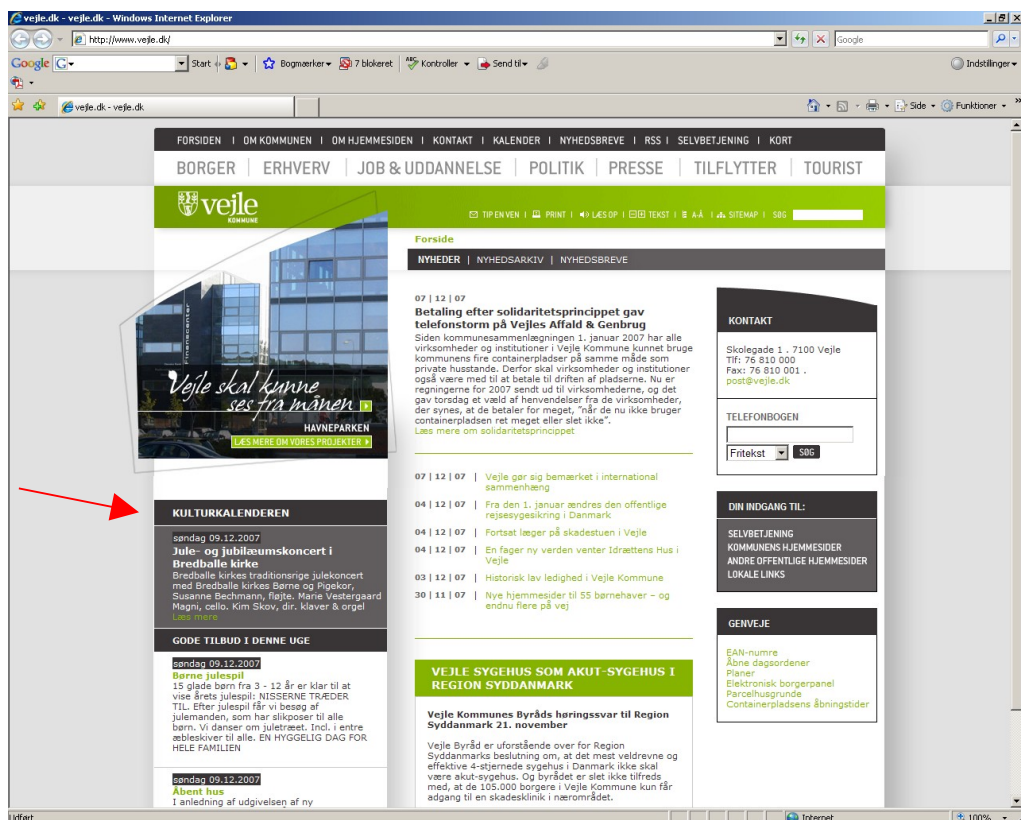 vejle.dk - vejle.dk - Windows Internet Explorer
http://www.vejle.dk/
Google
Google
G
Start
Bogmærker
7 blokeret
ABC
Kontroller
Send til
Indstillinger
vejle.dk - vejle.dk
Side
Funktioner
FORSIDEN | OM KOMMUNEN | OM HJEMMESIDEN | KONTAKT | KALENDER | NYHEDSBREVE | RSS | SELVBETJENING | KORT
BORGER | ERHVERV | JOB & UDDANNELSE | POLITIK | PRESSE | TILFLYTTER | TOURIST
vejle
KOMMUNE
TIP EN VEN | PRINT | LÆS OP | TEKST | A-Å | SITEMAP | SØG
Vejle skal kunne
ses fra månen
HAVNEPARKEN
LÆS MERE OM VORES PROJEKTER
KULTURKALENDEREN
søndag 09.12.2007
Jule- og jubilæumskoncert i
Bredballe kirke
Bredballe kirkes traditionsrige julekoncert
med Bredballe kirkes Børne og Pigekor,
Susanne Bechmann, fløjte. Marie Vestergaard
Magni, cello. Kim Skov, dir. klaver & orgel
Læs mere
GODE TILBUD I DENNE UGE
søndag 09.12.2007
Børne julespil
15 glade børn fra 3 - 12 år er klar til at
vise årets julespil: NISSERNE TRÆDER
TIL. Efter julespil får vi besøg af
julemanden, som har slikposer til alle
børn. Vi danser om juletræet. Incl. i entre
æbleskiver til alle. EN HYGGELIG DAG FOR
HELE FAMILIEN
søndag 09.12.2007
Åbent hus
I anledning af udgivelsen af ny
Forside
NYHEDER | NYHEDSARKIV | NYHEDSBREVE
07 | 12 | 07
Betaling efter solidaritetsprincippet gav
telefonstorm på Vejles Affald & Genbrug
Siden kommunesammenlægningen 1. januar 2007 har alle
virksomheder og institutioner i Vejle Kommune kunnet bruge
kommunens fire containerpladser på samme måde som
private husstande. Derfor skal virksomheder og institutioner
også være med til at betale til driften af pladserne. Nu er
regningerne for 2007 sendt ud til virksomhederne, og det
gav torsdag et væld af henvendelser fra de virksomheder,
der synes, at de betaler for meget, ”når de nu ikke bruger
containerpladsen ret meget eller slet ikke”.
Læs mere om solidaritetsprincippet
07 | 12 | 07 | Vejle gør sig bemærket i international
sammenhæng
04 | 12 | 07 | Fra den 1. januar ændres den offentlige
rejsesygesikring i Danmark
04 | 12 | 07 | Fortsat læger på skadestuen i Vejle
04 | 12 | 07 | En fager ny verden venter Idrættens Hus i
Vejle
03 | 12 | 07 | Historisk lav ledighed i Vejle Kommune
30 | 11 | 07 | Nye hjemmesider til 55 børnehaver – og
endnu flere på vej
VEJLE SYGEHUS SOM AKUT-SYGEHUS I
REGION SYDDANMARK
Vejle Kommunes Byråds høringssvar til Region
Syddanmark 21. november
Vejle Byråd er uforstående over for Region
Syddanmarks beslutning om, at det mest veldrevne og
effektive 4-stjernede sygehus i Danmark ikke skal
være akut-sygehus. Og byrådet er slet ikke tilfreds
med, at de 105.000 borgere i Vejle Kommune kun får
adgang til en skadesklinik i nærområdet.
KONTAKT
Skolegade 1 . 7100 Vejle
Tlf: 76 810 000
Fax: 76 810 001 .
post@vejle.dk
TELEFONBOGEN
Fritekst
SØG
DIN INDGANG TIL:
SELVBETJENING
KOMMUNENS HJEMMESIDER
ANDRE OFFENTLIGE HJEMMESIDER
LOKALE LINKS
GENVEJE
EAN-numre
Åbne dagsordener
Planer
Elektronisk borgerpanel
Parcelhusgrunde
Containerpladsens åbningstider
Udført
Internet
100%